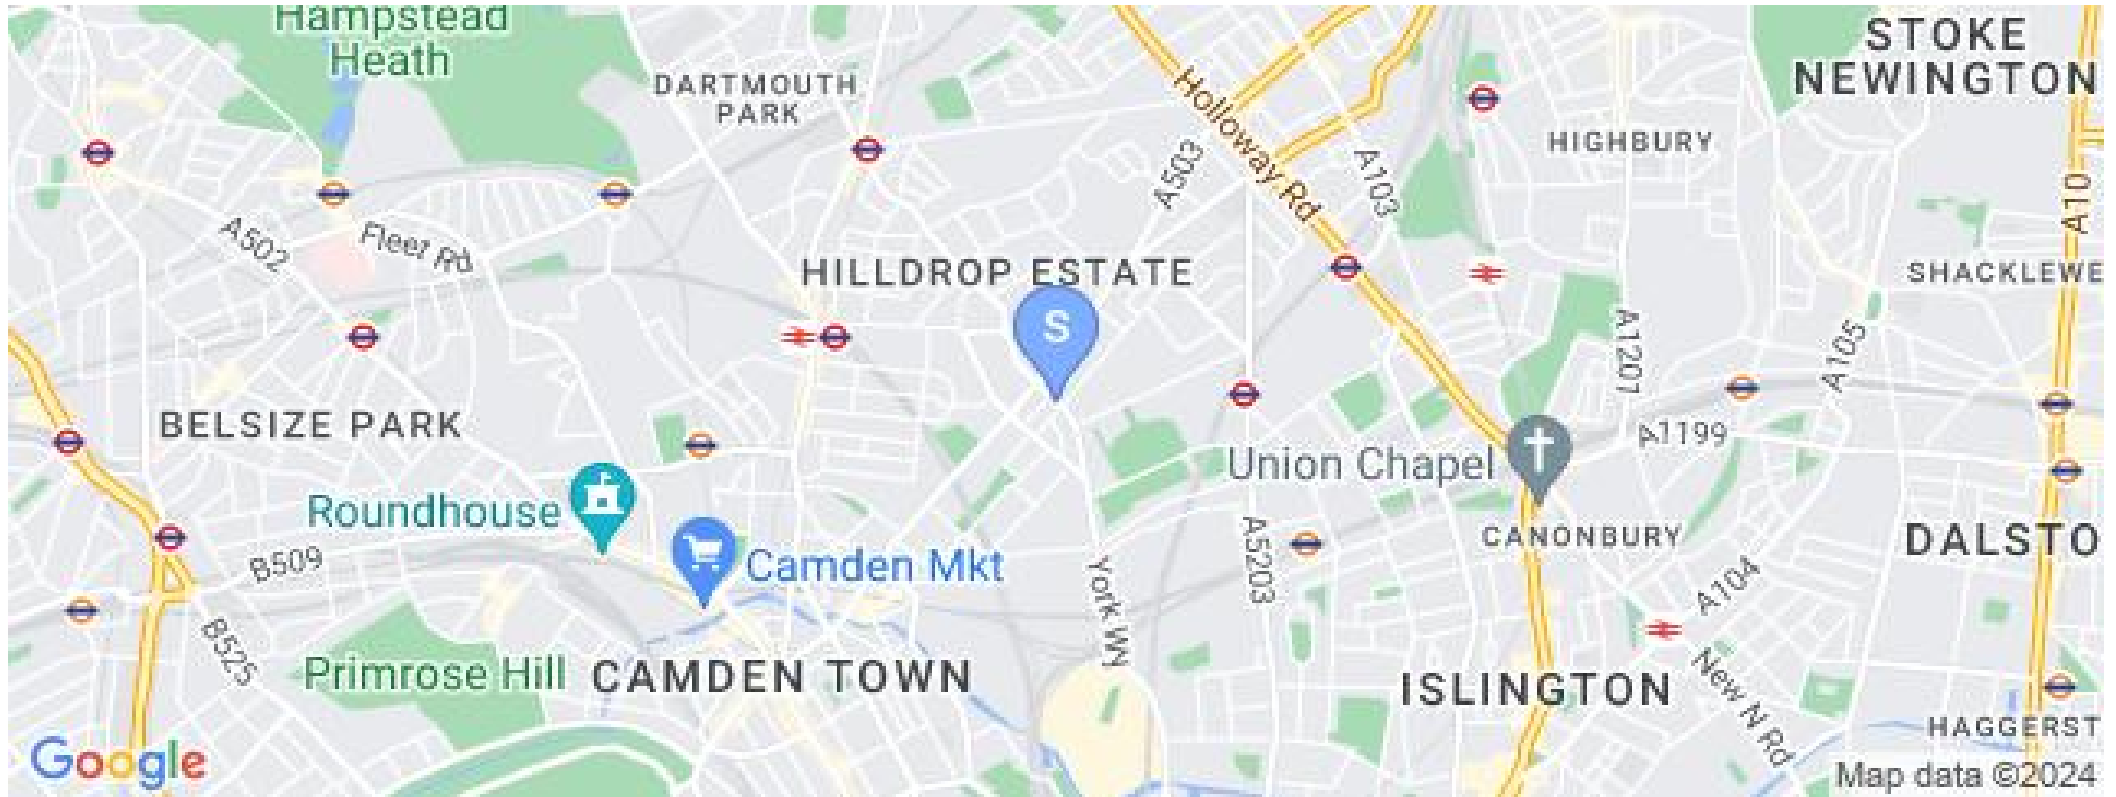 Hampstead
Heath
STOKE
NEWINGTON
DARTMOUTH
PARK
Holloway Rd
HIGHBURY
A503
A103
A10
A502
Fleet Rd
HILLDROP ESTATE
SHACKLEWE
S
A1201
A105
BELSIZE PARK
A1199
Union Chapel
Roundhouse
CANONBURY
DALSTO
B509
Camden Mkt
York Wy
A5203
A104
B525
Primrose Hill
CAMDEN TOWN
ISLINGTON
New N Rd
HAGGERST
Google
Map data ©2024